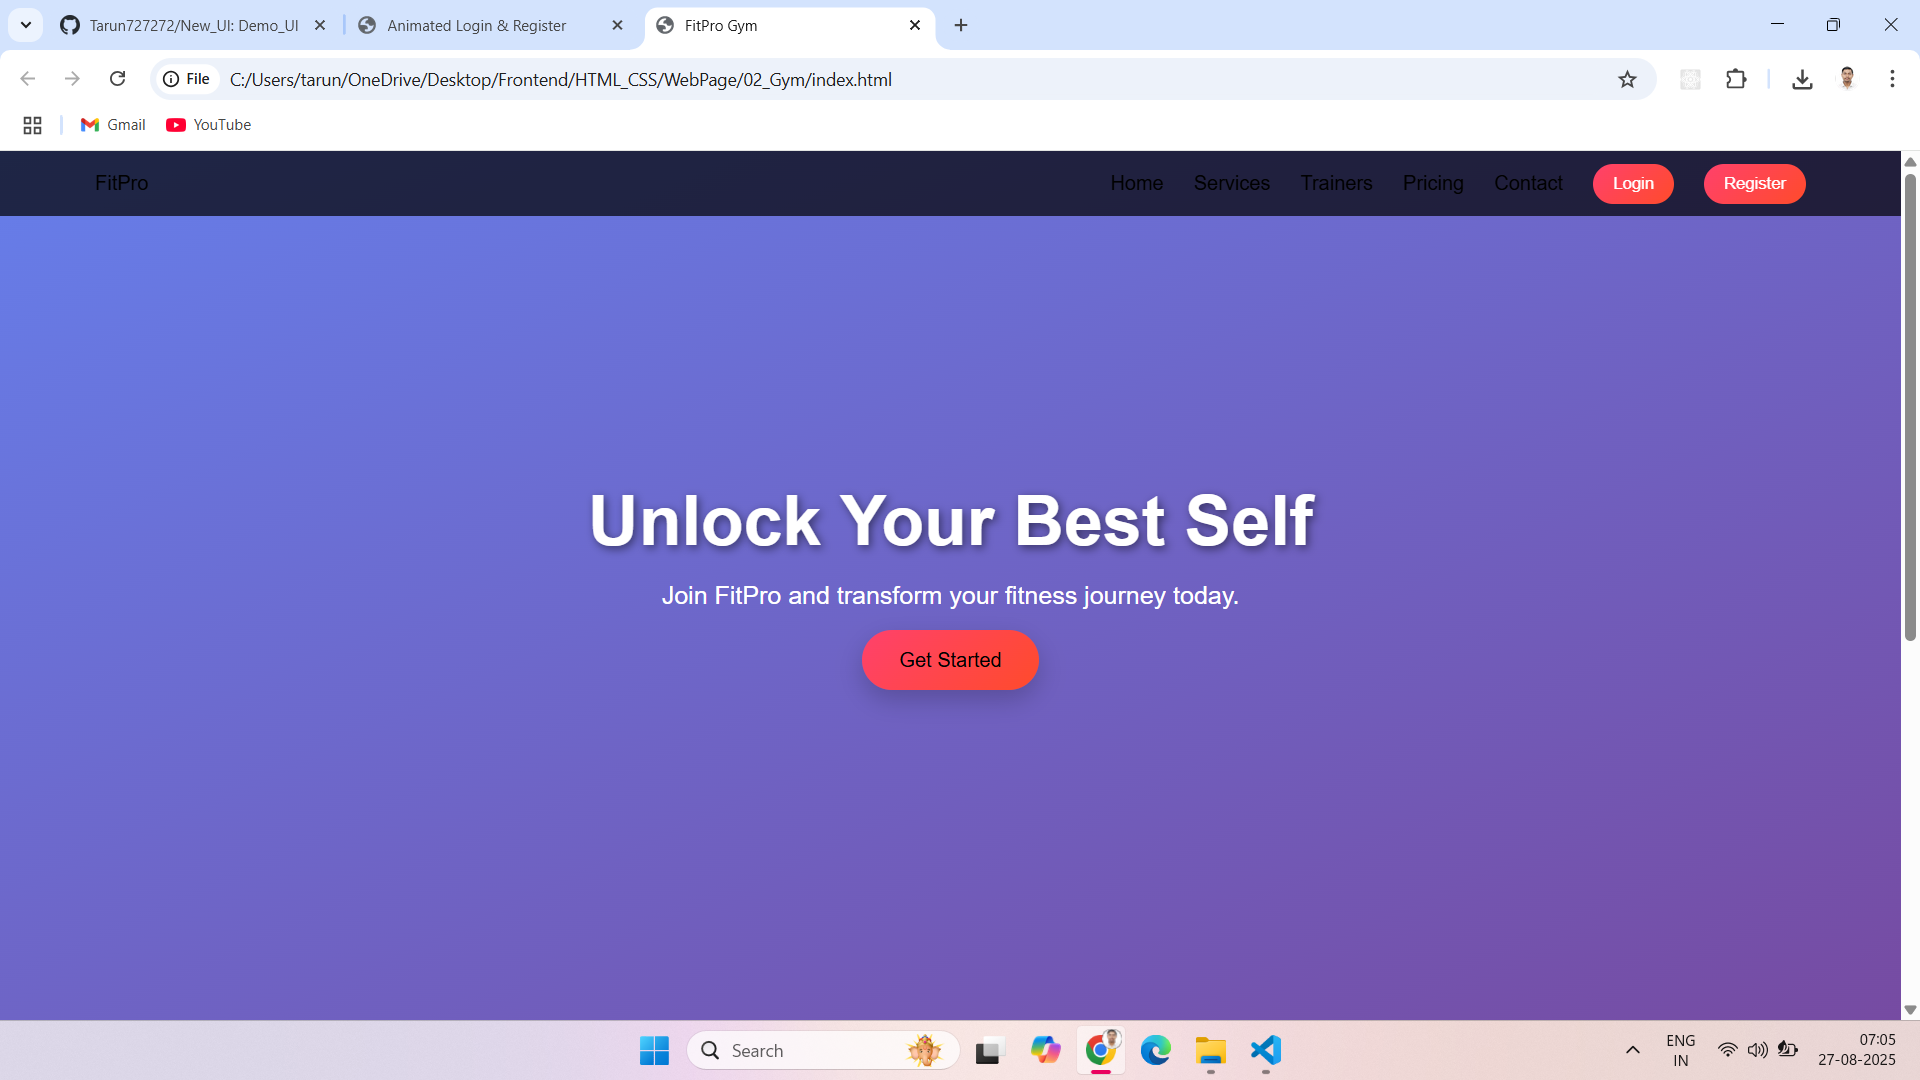 Tarun727272/New_UI: Demo_UI
Animated Login & Register
FitPro Gym
File
C:/Users/tarun/OneDrive/Desktop/Frontend/HTML_CSS/WebPage/02_Gym/index.html
Gmail
YouTube
FitPro
Home
Services
Trainers
Pricing
Contact
Login
Register
Unlock Your Best Self
Join FitPro and transform your fitness journey today.
Get Started
Search
ENG
IN
07:05
27-08-2025